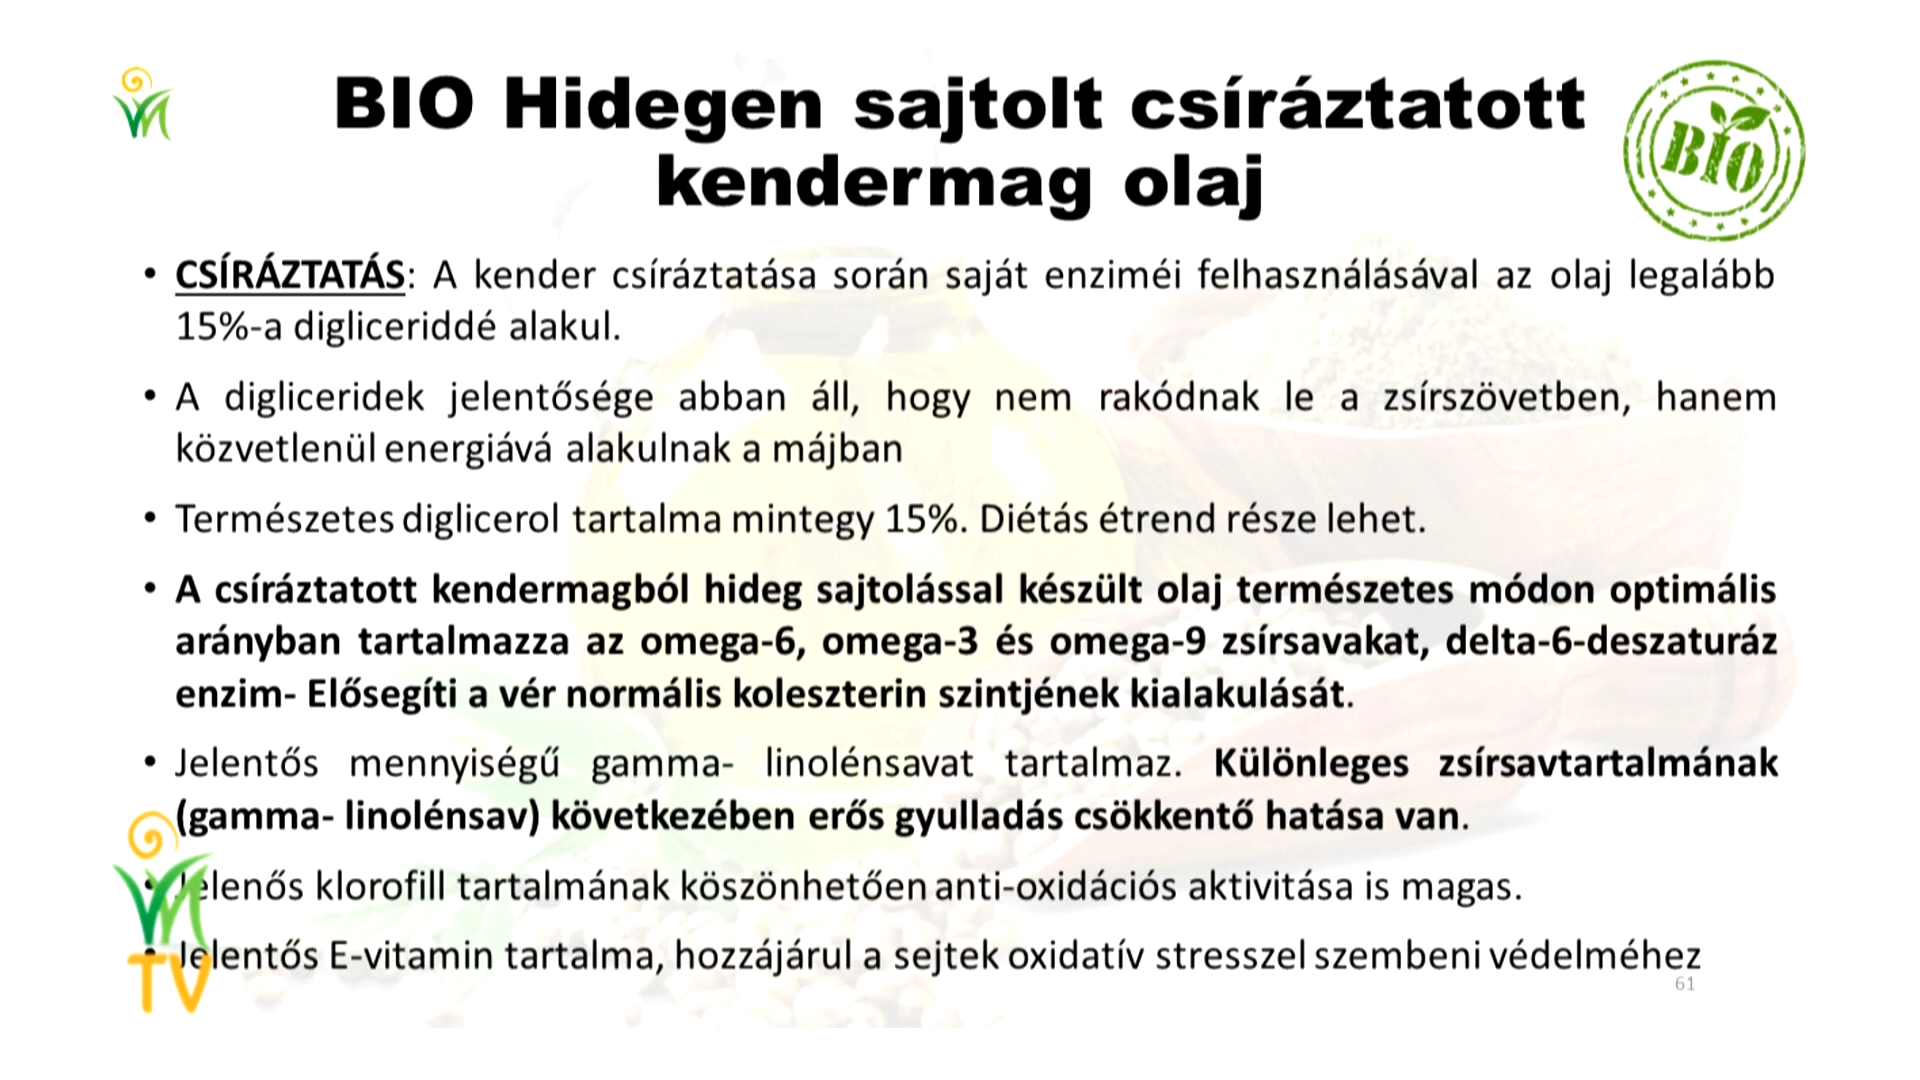 BIO Hidegen sajtolt csíráztatott
kendermag olaj
BIO
• CSÍRÁZTATÁS: A kender csíráztatása során saját enziméi felhasználásával az olaj legalább
15%-a digliceriddé alakul.
• A digliceridek jelentősége abban áll, hogy nem rakódnak le a zsírszövetben, hanem
közvetlenül energiává alakulnak a májban
• Természetes diglicerol tartalma mintegy 15%. Diétás étrend része lehet.
• A csíráztatott kendermagból hideg sajtolással készült olaj természetes módon optimális
arányban tartalmazza az omega-6, omega-3 és omega-9 zsírsavakat, delta-6-deszaturáz
enzim- Elősegíti a vér normális koleszterin szintjének kialakulását.
• Jelentős mennyiségű gamma- linolénsavat tartalmaz. Különleges zsírsavtartalmának
(gamma- linolénsav) következében erős gyulladás csökkentő hatása van.
• Jelenős klorofill tartalmának köszönhetően anti-oxidációs aktivitása is magas.
• Jelentős E-vitamin tartalma, hozzájárul a sejtek oxidatív stresszel szembeni védelméhez
TV
61